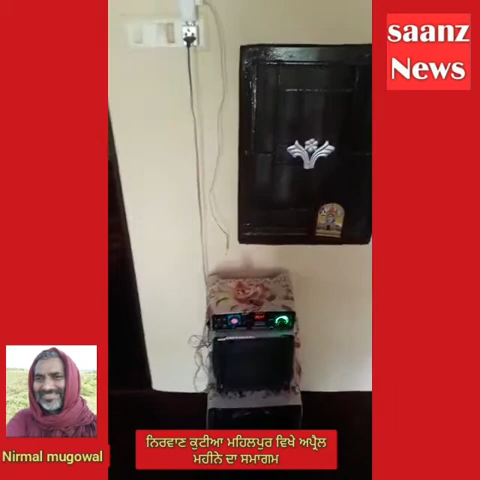 saanz
News
Nirmal mugowal
ਨਿਰਵਾਣ ਕੁਟੀਆ ਮਹਿਲਪੁਰ ਵਿਖੇ ਅਪ੍ਰੈਲ
ਮਹੀਨੇ ਦਾ ਸਮਾਗਮ